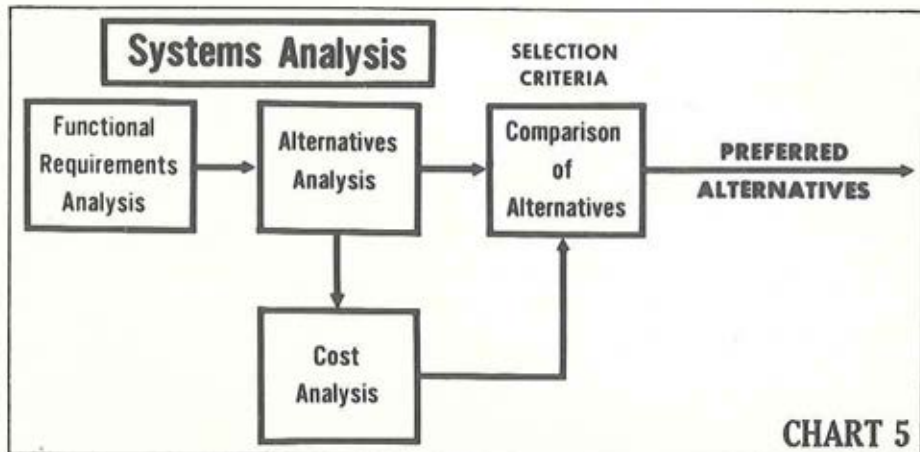 Systems Analysis
SELECTION
CRITERIA
Functional
Requirements
Analysis
Alternatives
Analysis
Comparison
of
Alternatives
PREFERRED
ALTERNATIVES
Cost
Analysis
CHART 5